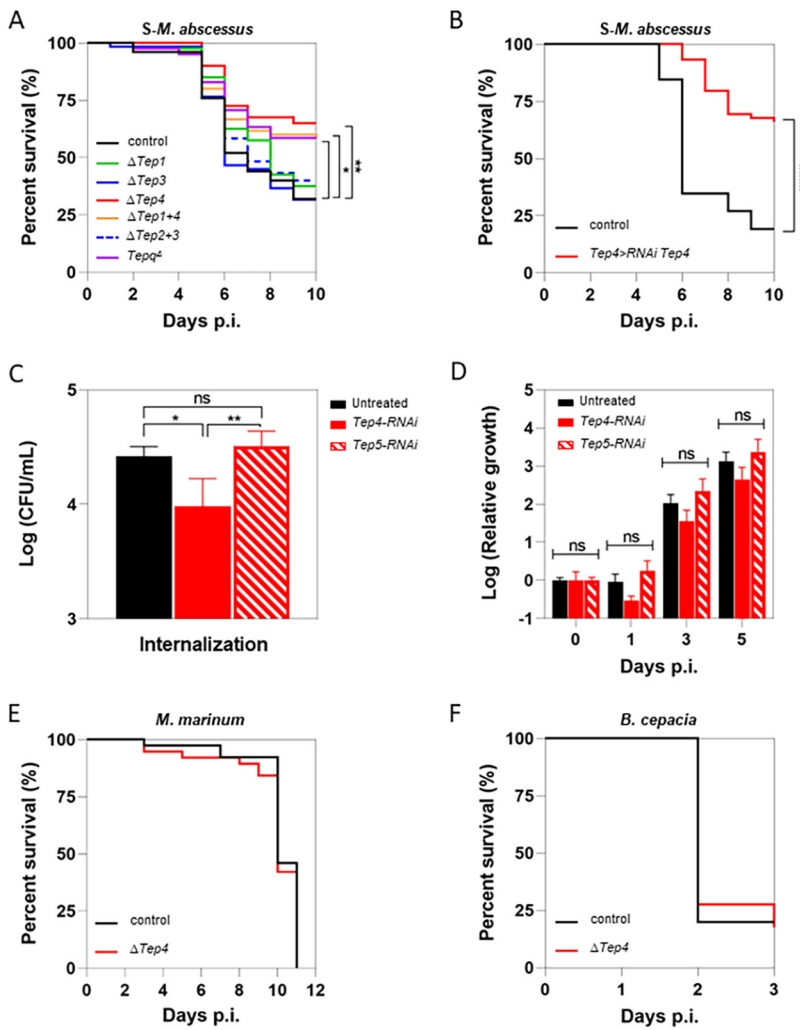 A
S-M. abscessus
Percent survival (%)
100
75
50
25
0
control
ΔTep1
ΔTep3
ΔTep4
ΔTep1+4
ΔTep2+3
TepqΔ
*
**
0 2 4 6 8 10
Days p.i.
B
S-M. abscessus
Percent survival (%)
100
75
50
25
0
control
Tep4>RNAi Tep4
0 2 4 6 8 10
Days p.i.
C
Log (CFU/mL)
5
4
3
ns
* **
Untreated
Tep4-RNAi
Tep5-RNAi
Internalization
D
Log (Relative growth)
5
4
3
2
1
0
-1
Untreated
Tep4-RNAi
Tep5-RNAi
ns ns ns ns
0 1 3 5
Days p.i.
E
M. marinum
Percent survival (%)
100
75
50
25
0
control
ΔTep4
0 2 4 6 8 10 12
Days p.i.
F
B. cepacia
Percent survival (%)
100
75
50
25
0
control
ΔTep4
0 1 2 3
Days p.i.